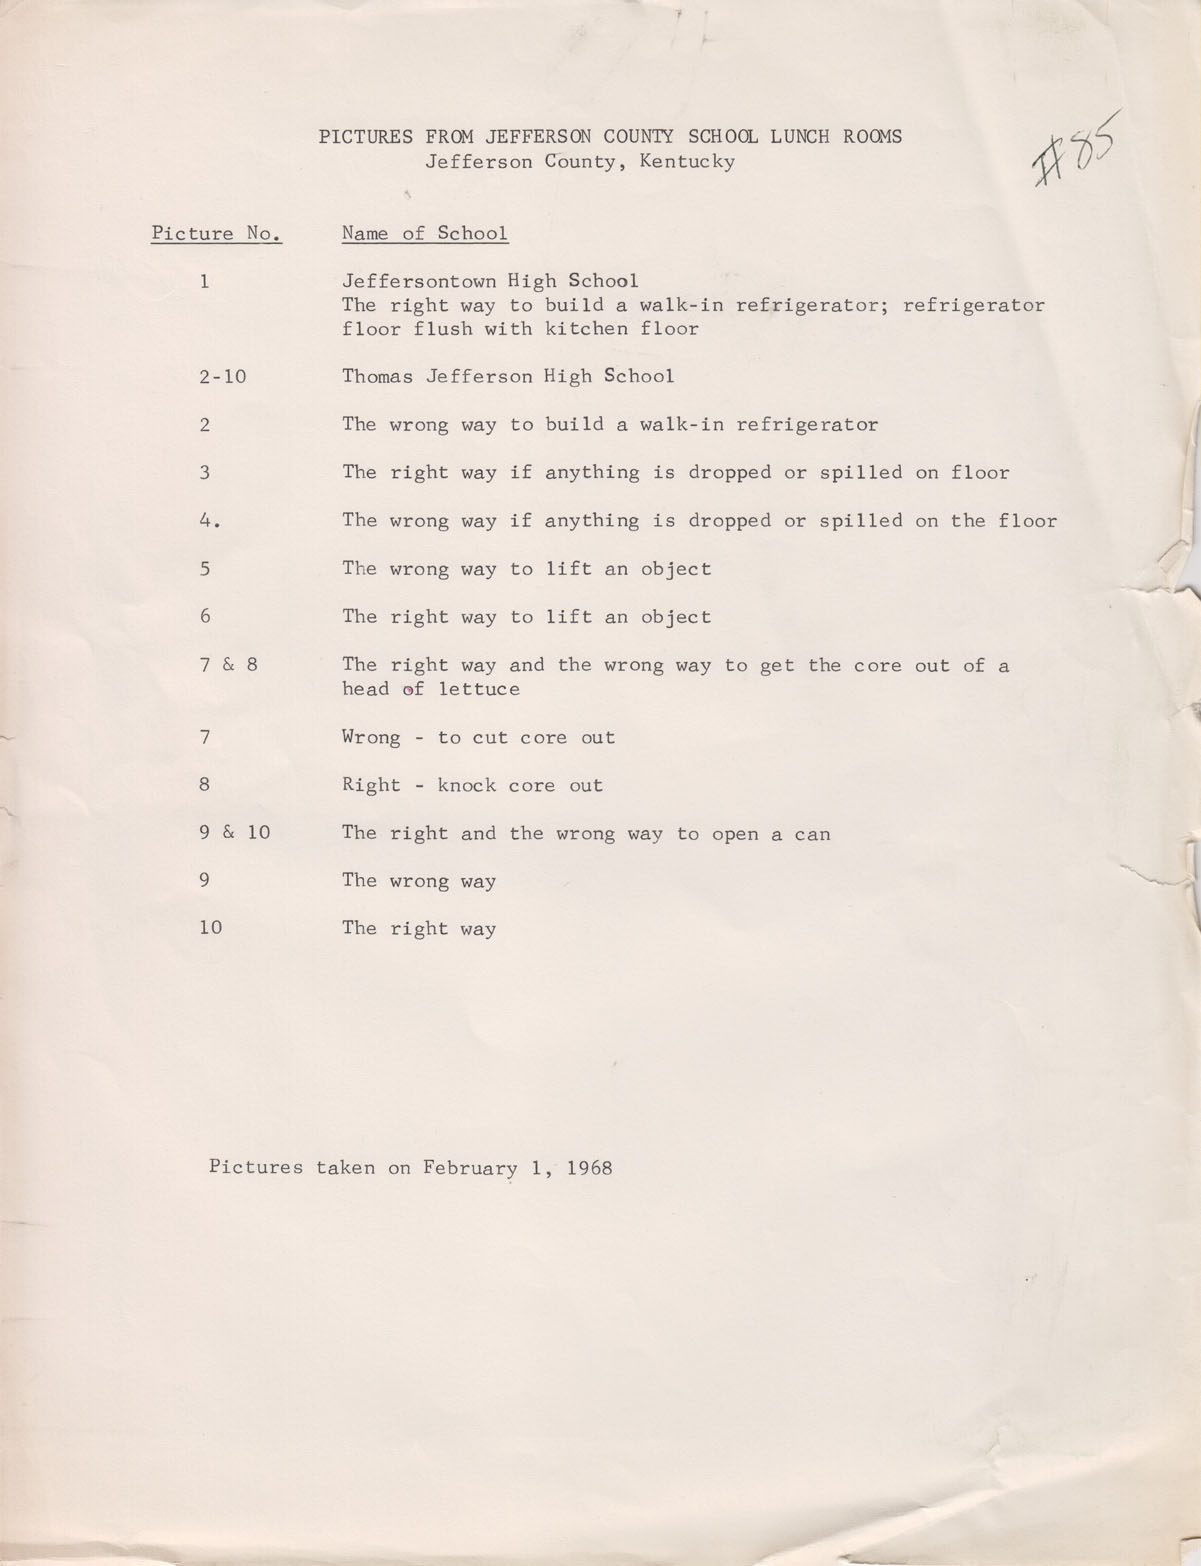 PICTURES FROM JEFFERSON COUNTY SCHOOL LUNCH ROOMS
Jefferson County, Kentucky
#85
Picture No. Name of School
1 Jeffersontown High School
The right way to build a walk-in refrigerator; refrigerator
floor flush with kitchen floor
2-10 Thomas Jefferson High School
2 The wrong way to build a walk-in refrigerator
3 The right way if anything is dropped or spilled on floor
4. The wrong way if anything is dropped or spilled on the floor
5 The wrong way to lift an object
6 The right way to lift an object
7 & 8 The right way and the wrong way to get the core out of a
head of lettuce
7 Wrong - to cut core out
8 Right - knock core out
9 & 10 The right and the wrong way to open a can
9 The wrong way
10 The right way
Pictures taken on February 1, 1968